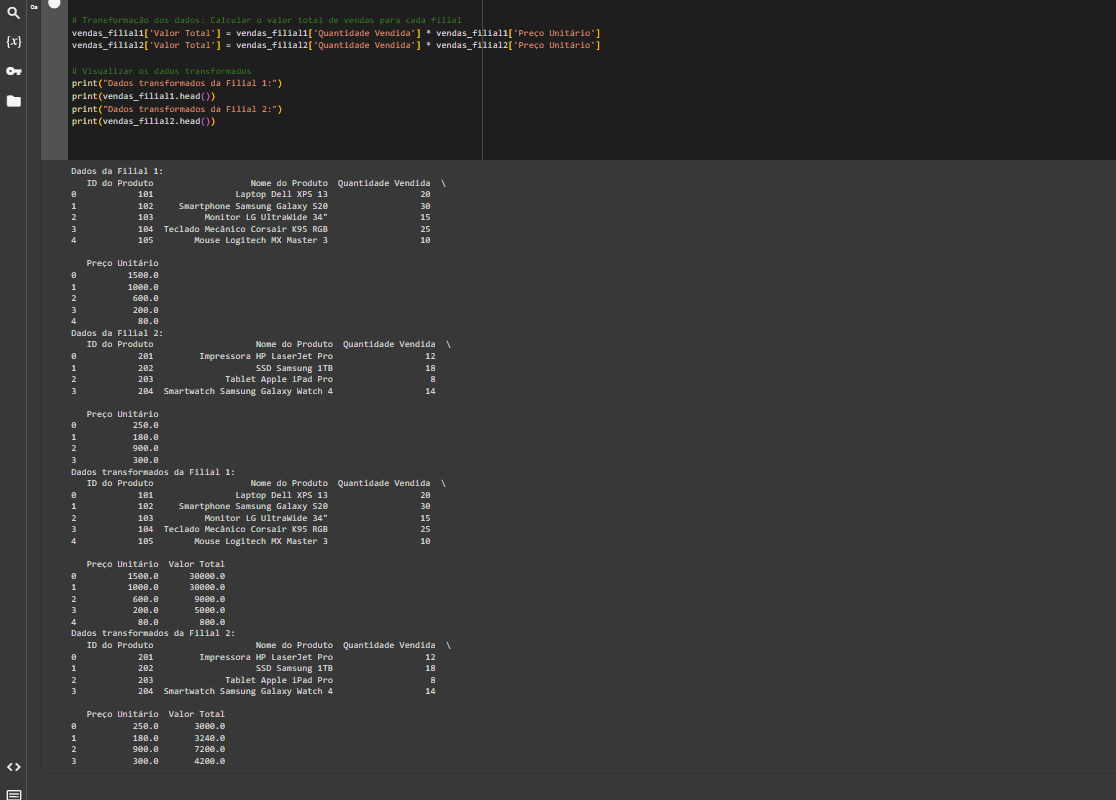 # Transformação dos dados: Calcular o valor total de vendas para cada filial
vendas_filial1['Valor Total'] = vendas_filial1['Quantidade Vendida'] * vendas_filial1['Preço Unitário']
vendas_filial2['Valor Total'] = vendas_filial2['Quantidade Vendida'] * vendas_filial2['Preço Unitário']
# Visualizar os dados transformados
print("Dados transformados da Filial 1:")
print(vendas_filial1.head())
print("Dados transformados da Filial 2:")
print(vendas_filial2.head())
Dados da Filial 1:
ID do Produto Nome do Produto Quantidade Vendida \
0 101 Laptop Dell XPS 13 20
1 102 Smartphone Samsung Galaxy S20 30
2 103 Monitor LG UltraWide 34" 15
3 104 Teclado Mecânico Corsair K95 RGB 25
4 105 Mouse Logitech MX Master 3 10
Preço Unitário
0 1500.0
1 1000.0
2 600.0
3 200.0
4 80.0
Dados da Filial 2:
ID do Produto Nome do Produto Quantidade Vendida \
0 201 Impressora HP LaserJet Pro 12
1 202 SSD Samsung 1TB 18
2 203 Tablet Apple iPad Pro 8
3 204 Smartwatch Samsung Galaxy Watch 4 14
Preço Unitário
0 250.0
1 180.0
2 900.0
3 300.0
Dados transformados da Filial 1:
ID do Produto Nome do Produto Quantidade Vendida \
0 101 Laptop Dell XPS 13 20
1 102 Smartphone Samsung Galaxy S20 30
2 103 Monitor LG UltraWide 34" 15
3 104 Teclado Mecânico Corsair K95 RGB 25
4 105 Mouse Logitech MX Master 3 10
Preço Unitário Valor Total
0 1500.0 30000.0
1 1000.0 30000.0
2 600.0 9000.0
3 200.0 5000.0
4 80.0 800.0
Dados transformados da Filial 2:
ID do Produto Nome do Produto Quantidade Vendida \
0 201 Impressora HP LaserJet Pro 12
1 202 SSD Samsung 1TB 18
2 203 Tablet Apple iPad Pro 8
3 204 Smartwatch Samsung Galaxy Watch 4 14
Preço Unitário Valor Total
0 250.0 3000.0
1 180.0 3240.0
2 900.0 7200.0
3 300.0 4200.0